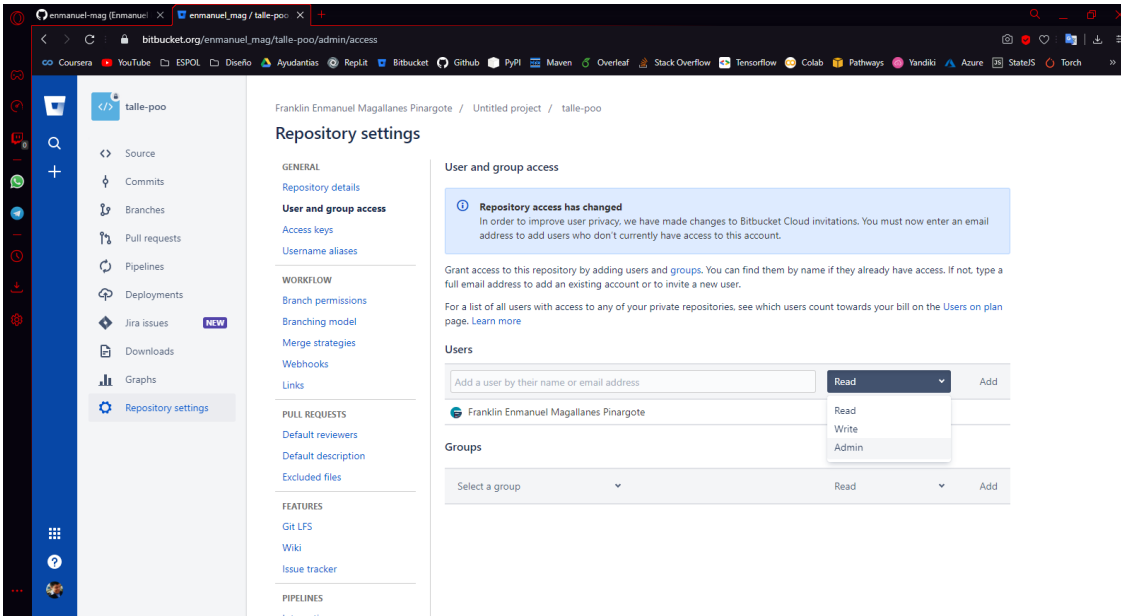 enmanuel-mag (Enmanuel
enmanuel_mag / talle-poo
bitbucket.org/enmanuel_mag/talle-poo/admin/access
Coursera YouTube ESPOL Diseño Ayudantias RepLit Bitbucket Github PyPI Maven Overleaf Stack Overflow Tensorflow Colab Pathways Yandiki Azure StateJS Torch »
talle-poo
Source
Commits
Branches
Pull requests
Pipelines
Deployments
Jira issues NEW
Downloads
Graphs
Repository settings
Franklin Enmanuel Magallanes Pinargote / Untitled project / talle-poo
Repository settings
GENERAL
Repository details
User and group access
Access keys
Username aliases
WORKFLOW
Branch permissions
Branching model
Merge strategies
Webhooks
Links
PULL REQUESTS
Default reviewers
Default description
Excluded files
FEATURES
Git LFS
Wiki
Issue tracker
PIPELINES
User and group access
Repository access has changed
In order to improve user privacy, we have made changes to Bitbucket Cloud invitations. You must now enter an email
address to add users who don't currently have access to this account.
Grant access to this repository by adding users and groups. You can find them by name if they already have access. If not, type a
full email address to add an existing account or to invite a new user.
For a list of all users with access to any of your private repositories, see which users count towards your bill on the Users on plan
page. Learn more
Users
Add a user by their name or email address Read Add
Franklin Enmanuel Magallanes Pinargote
Read
Write
Admin
Groups
Select a group Read Add